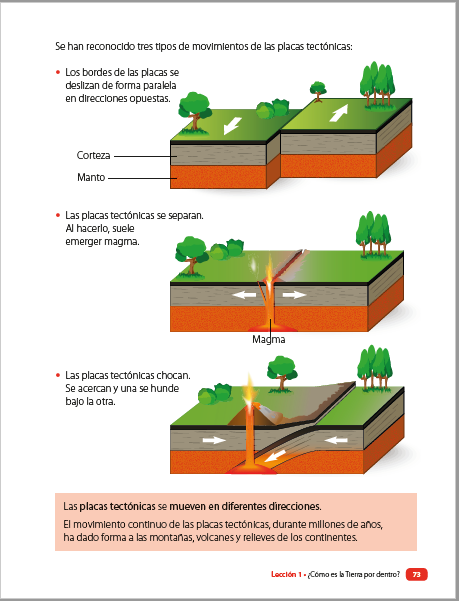 Se han reconocido tres tipos de movimientos de las placas tectónicas:
• Los bordes de las placas se
deslizan de forma paralela
en direcciones opuestas.
Corteza
Manto
• Las placas tectónicas se separan.
Al hacerlo, suele
emerger magma.
Magma
• Las placas tectónicas chocan.
Se acercan y una se hunde
bajo la otra.
Las placas tectónicas se mueven en diferentes direcciones.
El movimiento continuo de las placas tectónicas, durante millones de años,
ha dado forma a las montañas, volcanes y relieves de los continentes.
Lección 1 • ¿Cómo es la Tierra por dentro? 73